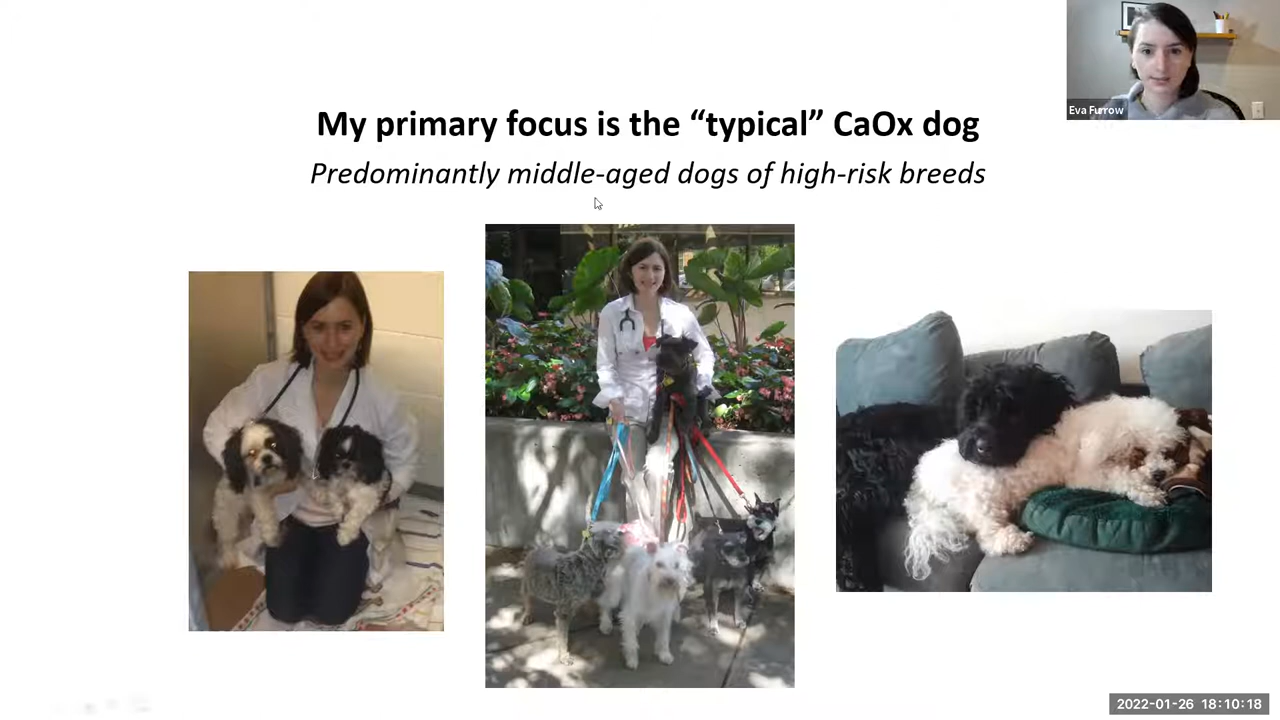 My primary focus is the “typical” CaOx dog
Predominantly middle-aged dogs of high-risk breeds
Eva Furrow
2022-01-26 18:10:18